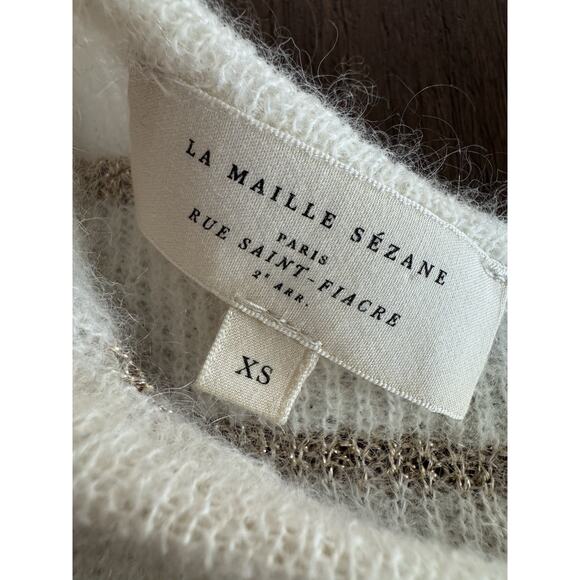 LA MAILLE SÉZANE
PARIS
RUE SAINT-FIACRE
2E ARR.
XS